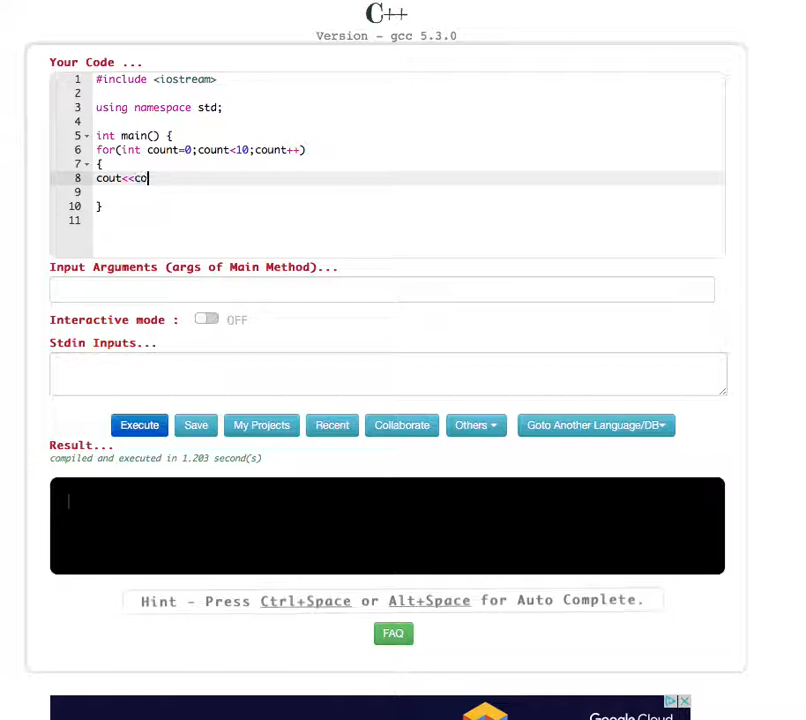 C++
Version - gcc 5.3.0
Your Code ...
1 #include <iostream>
2
3 using namespace std;
4
5 int main() {
6 for(int count=0;count<10;count++)
7 {
8 cout<<co
9
10 }
11
Input Arguments (args of Main Method)...
Interactive mode : OFF
Stdin Inputs...
Execute Save My Projects Recent Collaborate Others Goto Another Language/DB
Result...
compiled and executed in 1.203 second(s)
Hint - Press Ctrl+Space or Alt+Space for Auto Complete.
FAQ
Google Cloud